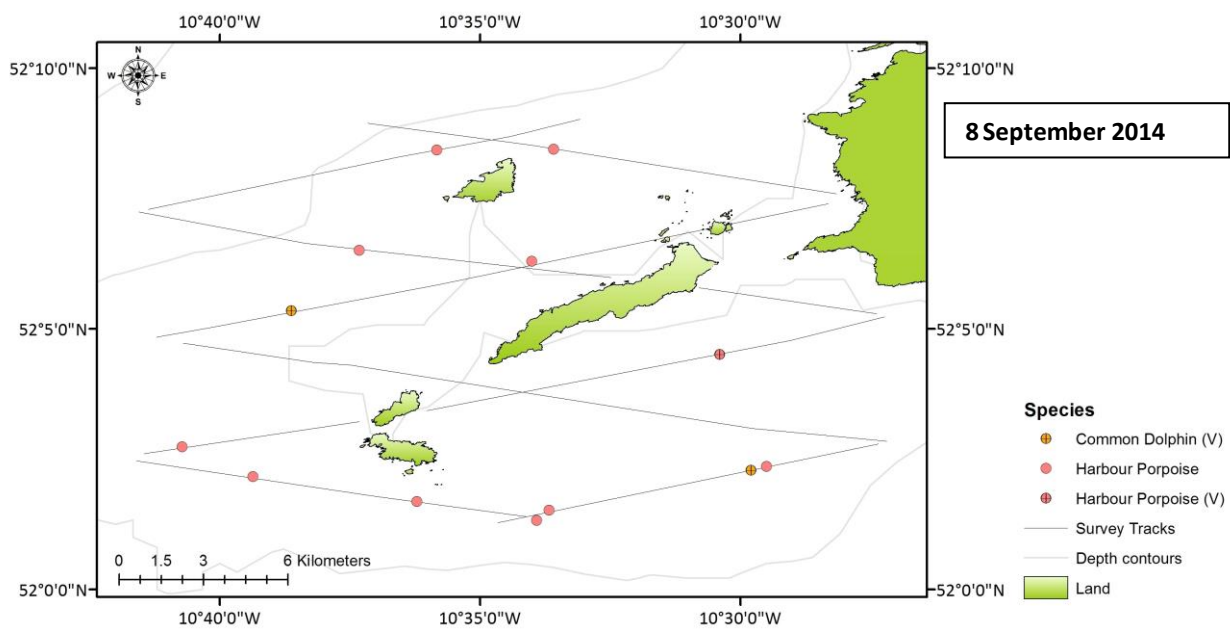 10°40'0"W 10°35'0"W 10°30'0"W
N
W E
S
52°10'0"N 52°10'0"N
8 September 2014
52°5'0"N 52°5'0"N
Species
Common Dolphin (V)
Harbour Porpoise
Harbour Porpoise (V)
Survey Tracks
Depth contours
Land
0 1.5 3 6 Kilometers
52°0'0"N 52°0'0"N
10°40'0"W 10°35'0"W 10°30'0"W